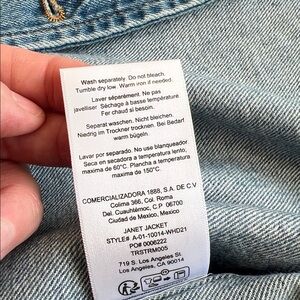 Wash separately. Do not bleach.
Tumble dry low. Warm iron if needed.
Laver séparément. Ne pas
javelliser Séchage à basse température
Fer chaud si besoin.
Separat waschen. Nicht bleichen.
Niedrig im Trockner trocknen. Bei Bedarf
warm bügeln.
Lavar por separado. No use blanqueador.
Seca en secadora a temperatura lento,
maxima de 60°C. Plancha a temperatura
maxima de 150°C.
COMERCIALIZADORA 1888, S.A. DE C.V
Colima 366, Col. Roma
Del. Cuauhtémoc, C.P 06700
Ciudad de Mexico, Mexico
JANET JACKET
STYLE# A-01-10014-WHD21
PO# 0006222
TRSTRM005
719 S. Los Angeles St.
Los Angeles, CA 90014